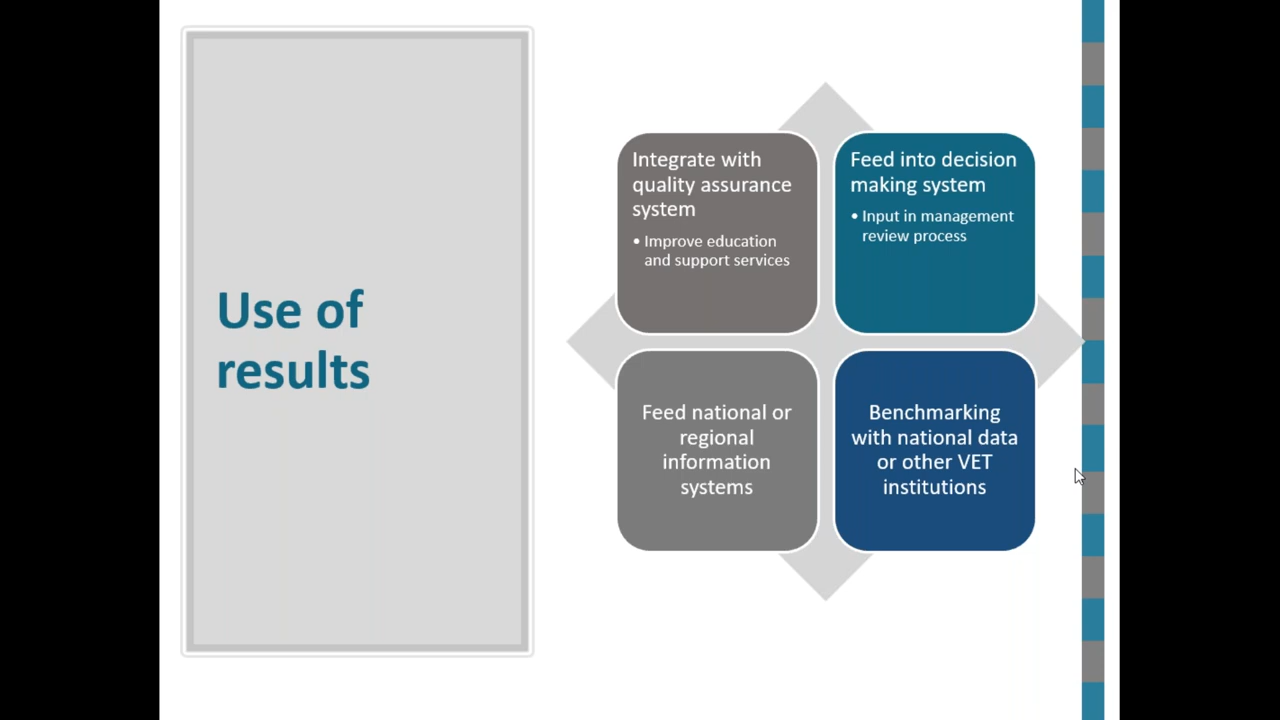 Use of
results
Integrate with
quality assurance
system
• Improve education
and support services
Feed into decision
making system
• Input in management
review process
Feed national or
regional
information
systems
Benchmarking
with national data
or other VET
institutions